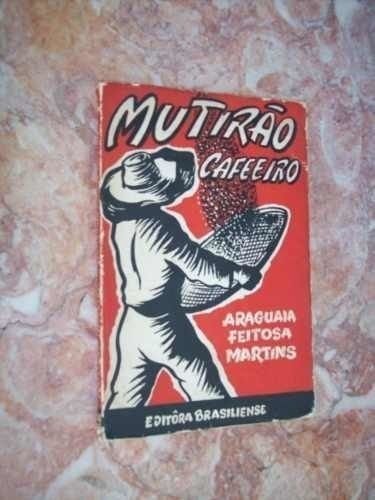 MUTIRÃO
CAFEEIRO
ARAGUAIA
FEITOSA
MARTINS
EDITÔRA BRASILIENSE